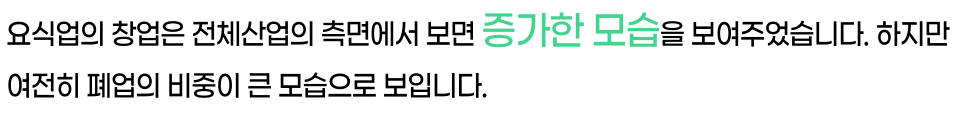 요식업의 창업은 전체산업의 측면에서 보면 증가한 모습을 보여주었습니다. 하지만
여전히 폐업의 비중이 큰 모습으로 보입니다.